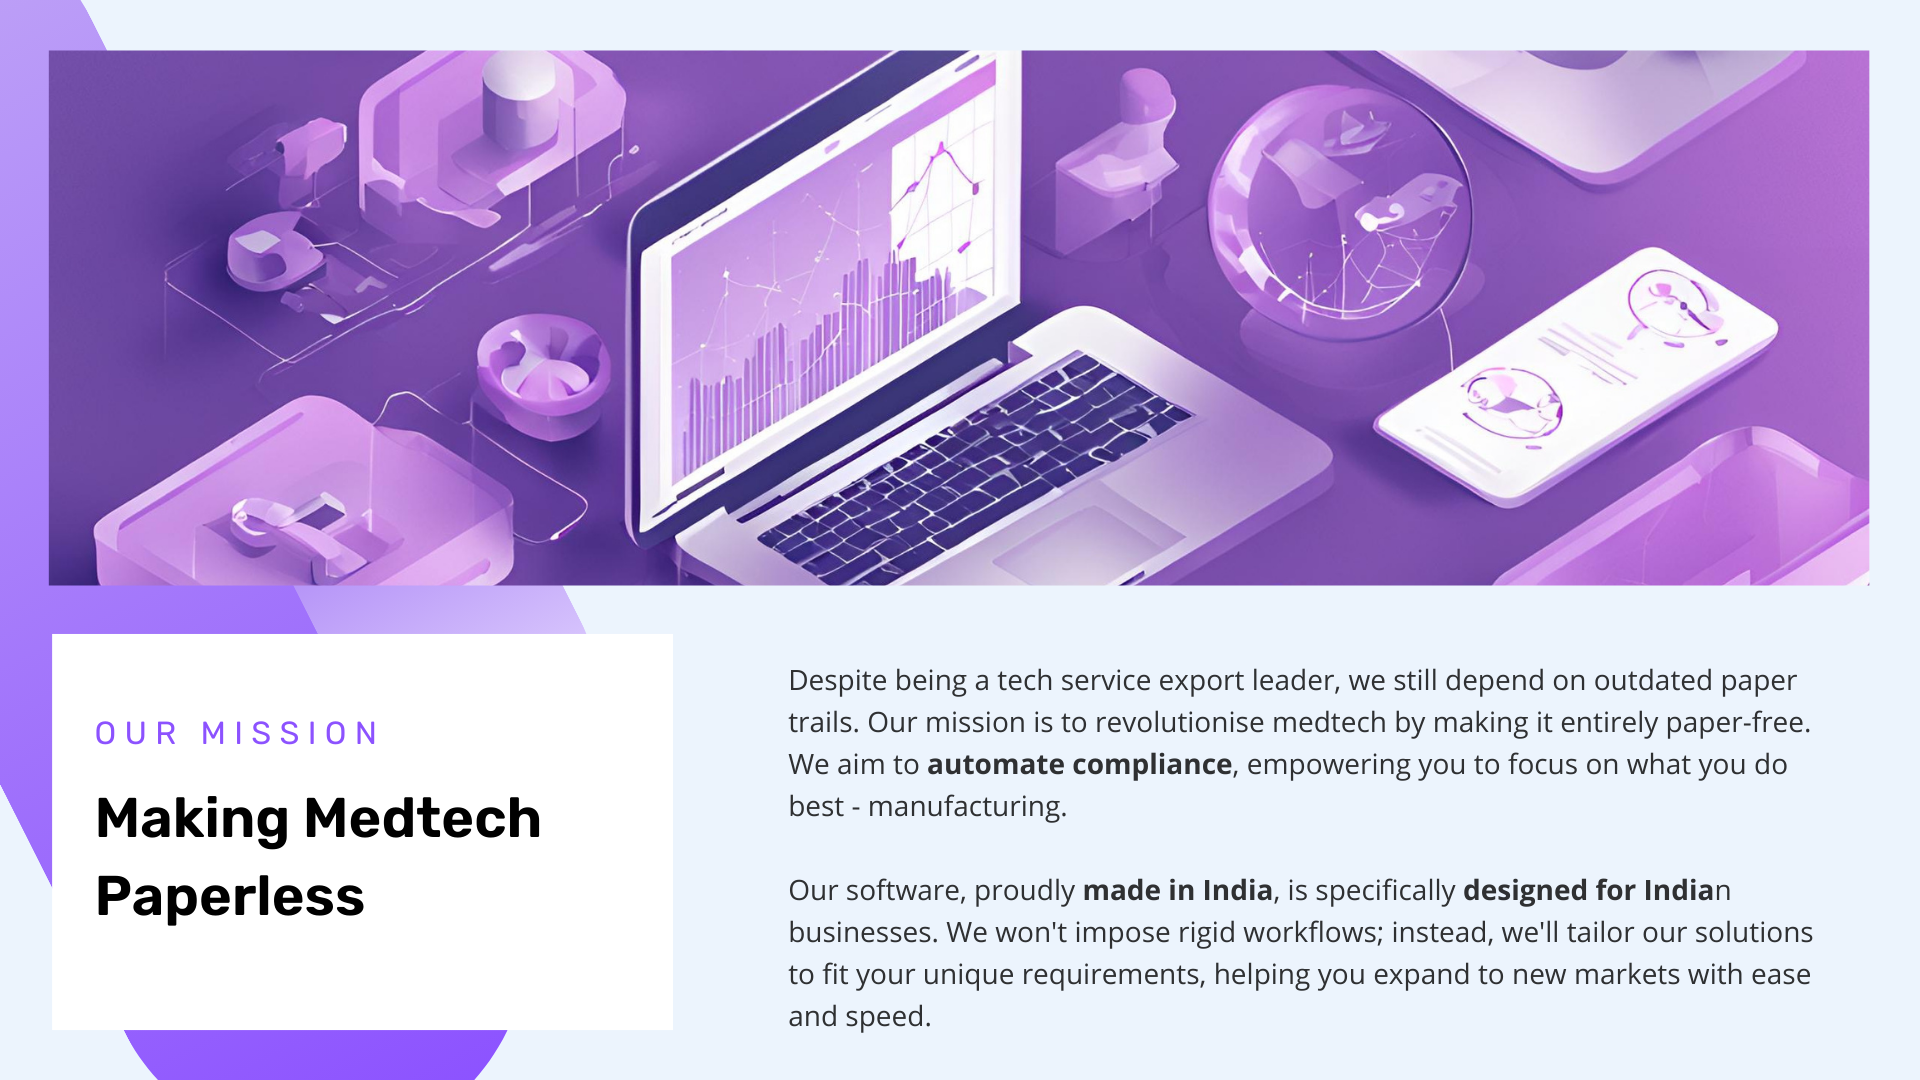 OUR MISSION
Making Medtech
Paperless
Despite being a tech service export leader, we still depend on outdated paper
trails. Our mission is to revolutionise medtech by making it entirely paper-free.
We aim to automate compliance, empowering you to focus on what you do
best - manufacturing.
Our software, proudly made in India, is specifically designed for Indian
businesses. We won't impose rigid workflows; instead, we'll tailor our solutions
to fit your unique requirements, helping you expand to new markets with ease
and speed.